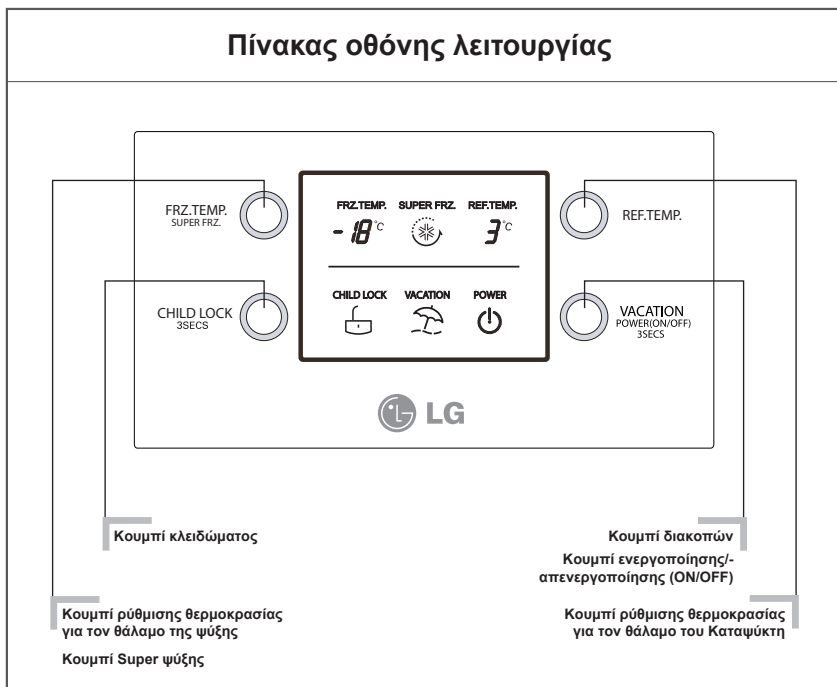 Πίνακας οθόνης λειτουργίας
FRZ.TEMP.
SUPER FRZ.
FRZ.TEMP. SUPER FRZ. REF.TEMP.
-18°C 3°C
REF.TEMP.
CHILD LOCK
3SECS
CHILD LOCK VACATION POWER
VACATION
POWER(ON/OFF)
3SECS
LG
Κουμπί κλειδώματος
Κουμπί διακοπών
Κουμπί ενεργοποίησης/-
απενεργοποίησης (ON/OFF)
Κουμπί ρύθμισης θερμοκρασίας
για τον θάλαμο της ψύξης
Κουμπί Super ψύξης
Κουμπί ρύθμισης θερμοκρασίας
για τον θάλαμο του Καταψύκτη